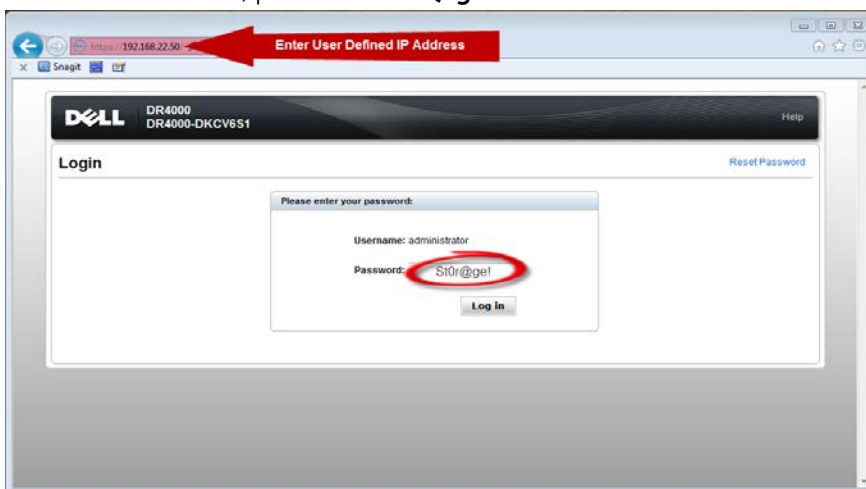 https://192.168.22.50
Enter User Defined IP Address
Snagit
DELL
DR4000
DR4000-DKCV6S1
Help
Login
Reset Password
Please enter your password:
Username: administrator
Password: St0r@ge!
Log in